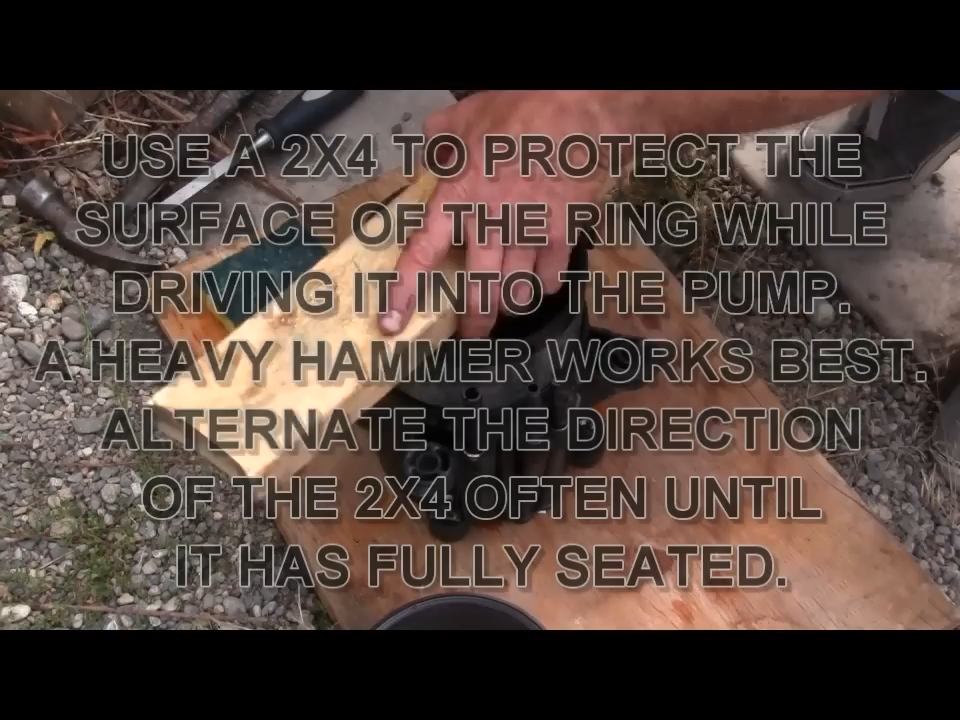 USE A 2X4 TO PROTECT THE
SURFACE OF THE RING WHILE
DRIVING IT INTO THE PUMP.
A HEAVY HAMMER WORKS BEST.
ALTERNATE THE DIRECTION
OF THE 2X4 OFTEN UNTIL
IT HAS FULLY SEATED.